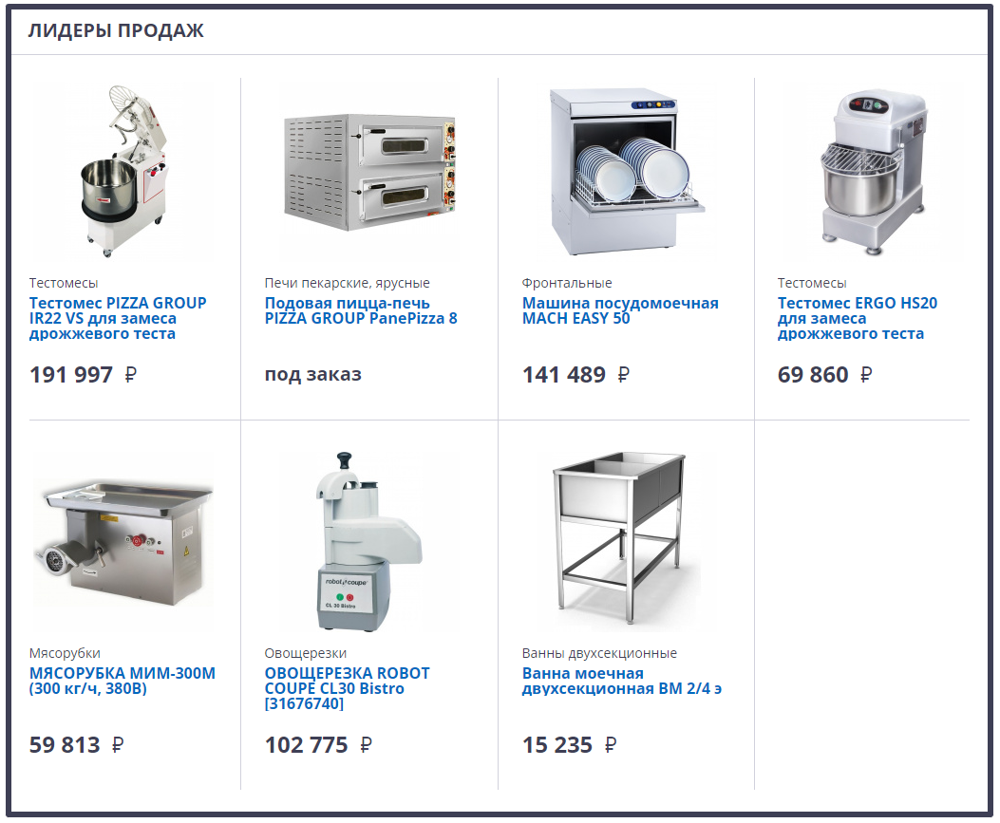 ЛИДЕРЫ ПРОДАЖ
Тестомесы
Тестомес PIZZA GROUP
IR22 VS для замеса
дрожжевого теста
191 997 ₽
Печи пекарские, ярусные
Подовая пицца-печь
PIZZA GROUP PanePizza 8
под заказ
Фронтальные
Машина посудомоечная
MACH EASY 50
141 489 ₽
Тестомесы
Тестомес ERGO HS20
для замеса
дрожжевого теста
69 860 ₽
Мясорубки
МЯСОРУБКА МИМ-300М
(300 кг/ч, 380В)
59 813 ₽
robot coupe
CL 30 Bistro
Овощерезки
ОВОЩЕРЕЗКА ROBOT
COUPE CL30 Bistro
[31676740]
102 775 ₽
Ванны двухсекционные
Ванна моечная
двухсекционная ВМ 2/4 э
15 235 ₽